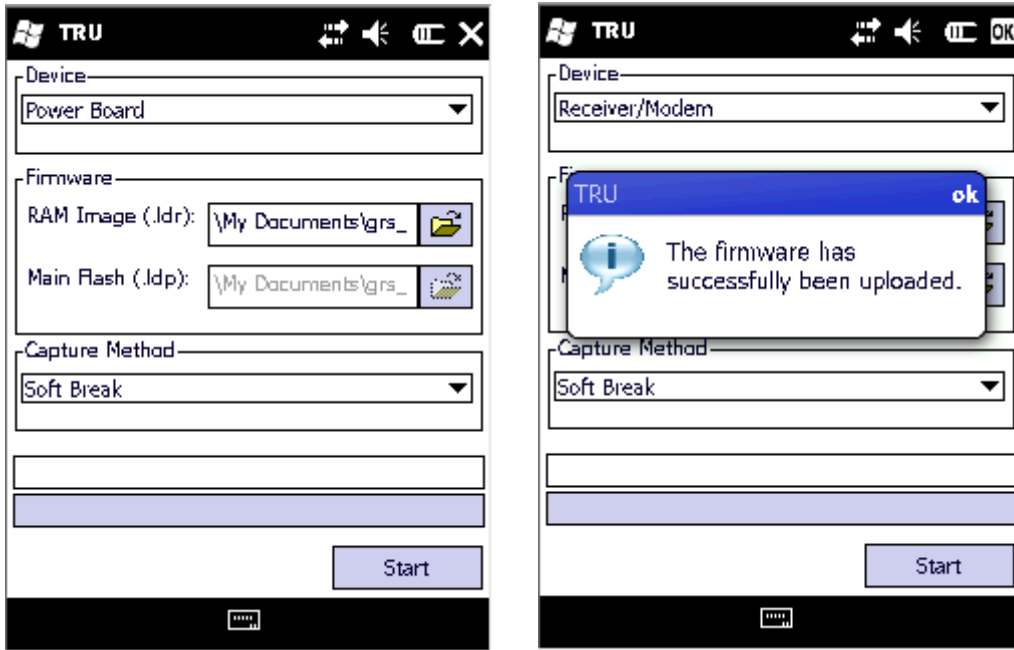 TRU
Device
Power Board
Firmware
RAM Image (.ldr):
\My Documents\grs_
Main Flash (.ldp):
\My Documents\grs_
Capture Method
Soft Break
Start
TRU
OK
Device
Receiver/Modem
TRU
ok
The firmware has
successfully been uploaded.
Capture Method
Soft Break
Start